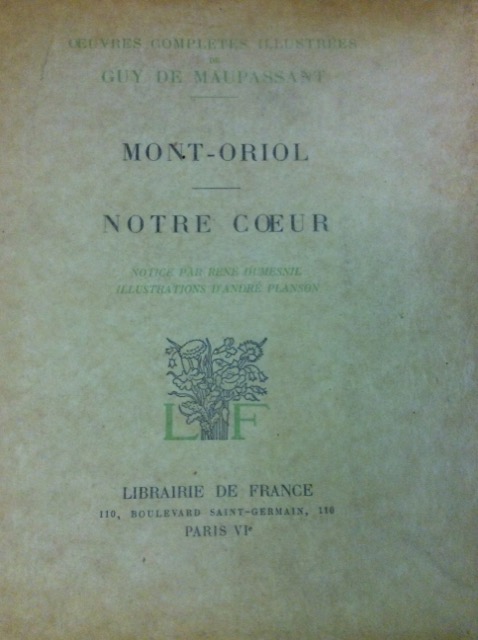 ŒUVRES COMPLÈTES ILLUSTRÉES
DE
GUY DE MAUPASSANT
MONT-ORIOL
NOTRE CŒUR
NOTICE PAR RENÉ DUMESNIL
ILLUSTRATIONS D'ANDRÉ PLANSON
L F
LIBRAIRIE DE FRANCE
110, BOULEVARD SAINT-GERMAIN, 110
PARIS VIe